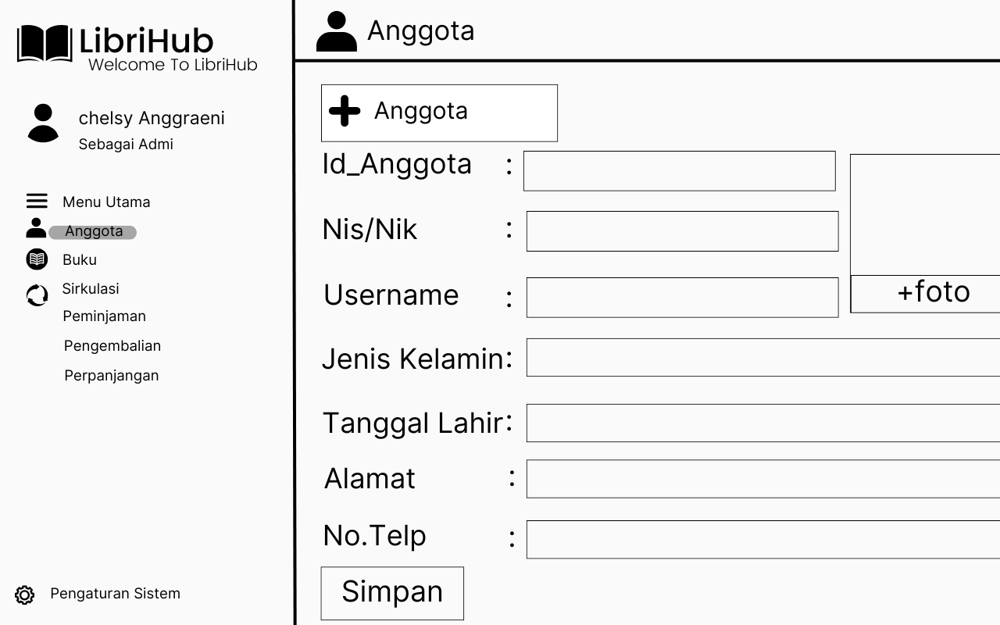 LibriHub
Welcome To LibriHub
chelsy Anggraeni
Sebagai Admi
Menu Utama
Anggota
Buku
Sirkulasi
Peminjaman
Pengembalian
Perpanjangan
Pengaturan Sistem
Anggota
+ Anggota
Id_Anggota :
Nis/Nik :
Username :
+foto
Jenis Kelamin:
Tanggal Lahir:
Alamat :
No.Telp :
Simpan